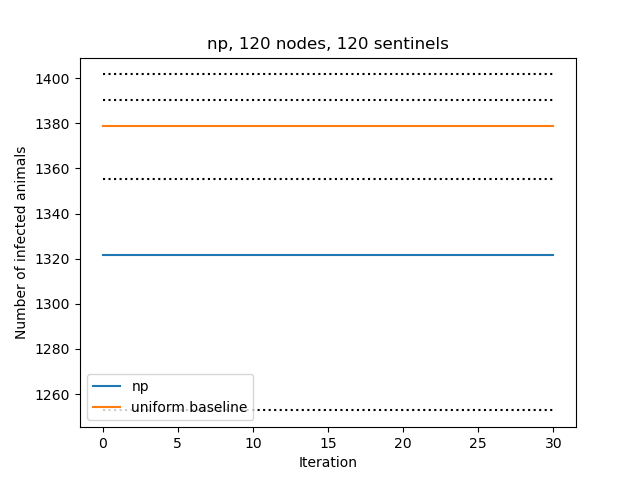 np, 120 nodes, 120 sentinels
Number of infected animals
1400
1380
1360
1340
1320
1300
1280
1260
np
uniform baseline
0 5 10 15 20 25 30
Iteration